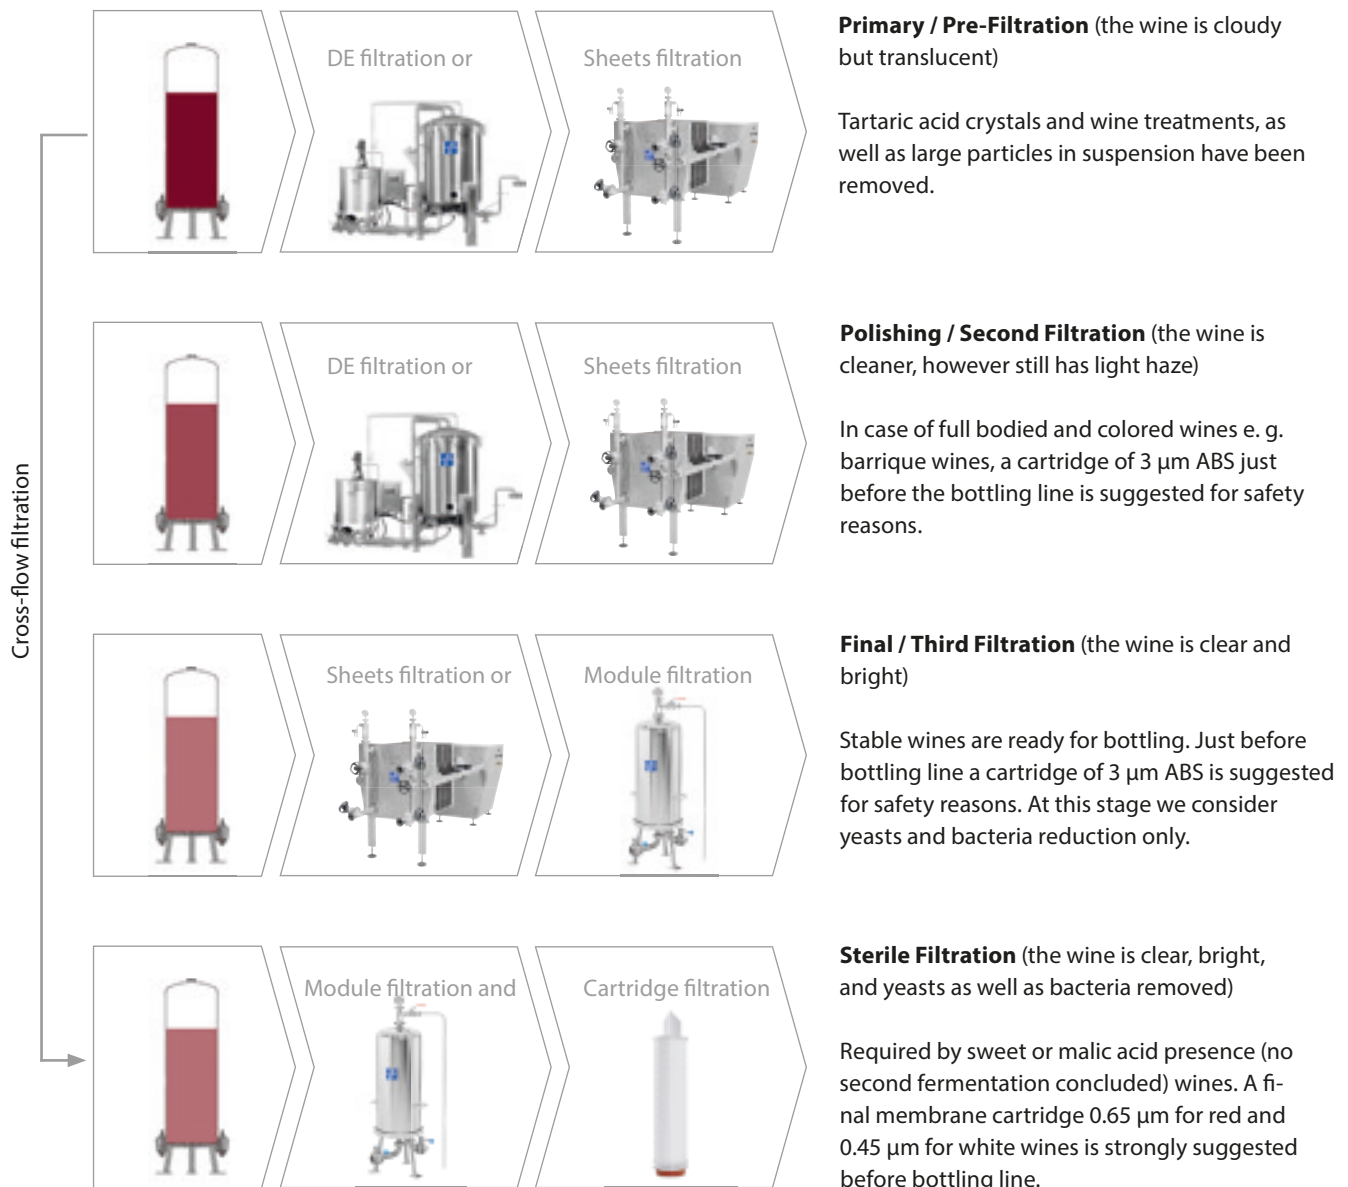 Cross-flow filtration
DE filtration or
Sheets filtration
Primary / Pre-Filtration (the wine is cloudy
but translucent)
Tartaric acid crystals and wine treatments, as
well as large particles in suspension have been
removed.
DE filtration or
Sheets filtration
Polishing / Second Filtration (the wine is
cleaner, however still has light haze)
In case of full bodied and colored wines e. g.
barrique wines, a cartridge of 3 µm ABS just
before the bottling line is suggested for safety
reasons.
Sheets filtration or
Module filtration
Final / Third Filtration (the wine is clear and
bright)
Stable wines are ready for bottling. Just before
bottling line a cartridge of 3 µm ABS is suggested
for safety reasons. At this stage we consider
yeasts and bacteria reduction only.
Module filtration and
Cartridge filtration
Sterile Filtration (the wine is clear, bright,
and yeasts as well as bacteria removed)
Required by sweet or malic acid presence (no
second fermentation concluded) wines. A fi-
nal membrane cartridge 0.65 µm for red and
0.45 µm for white wines is strongly suggested
before bottling line.